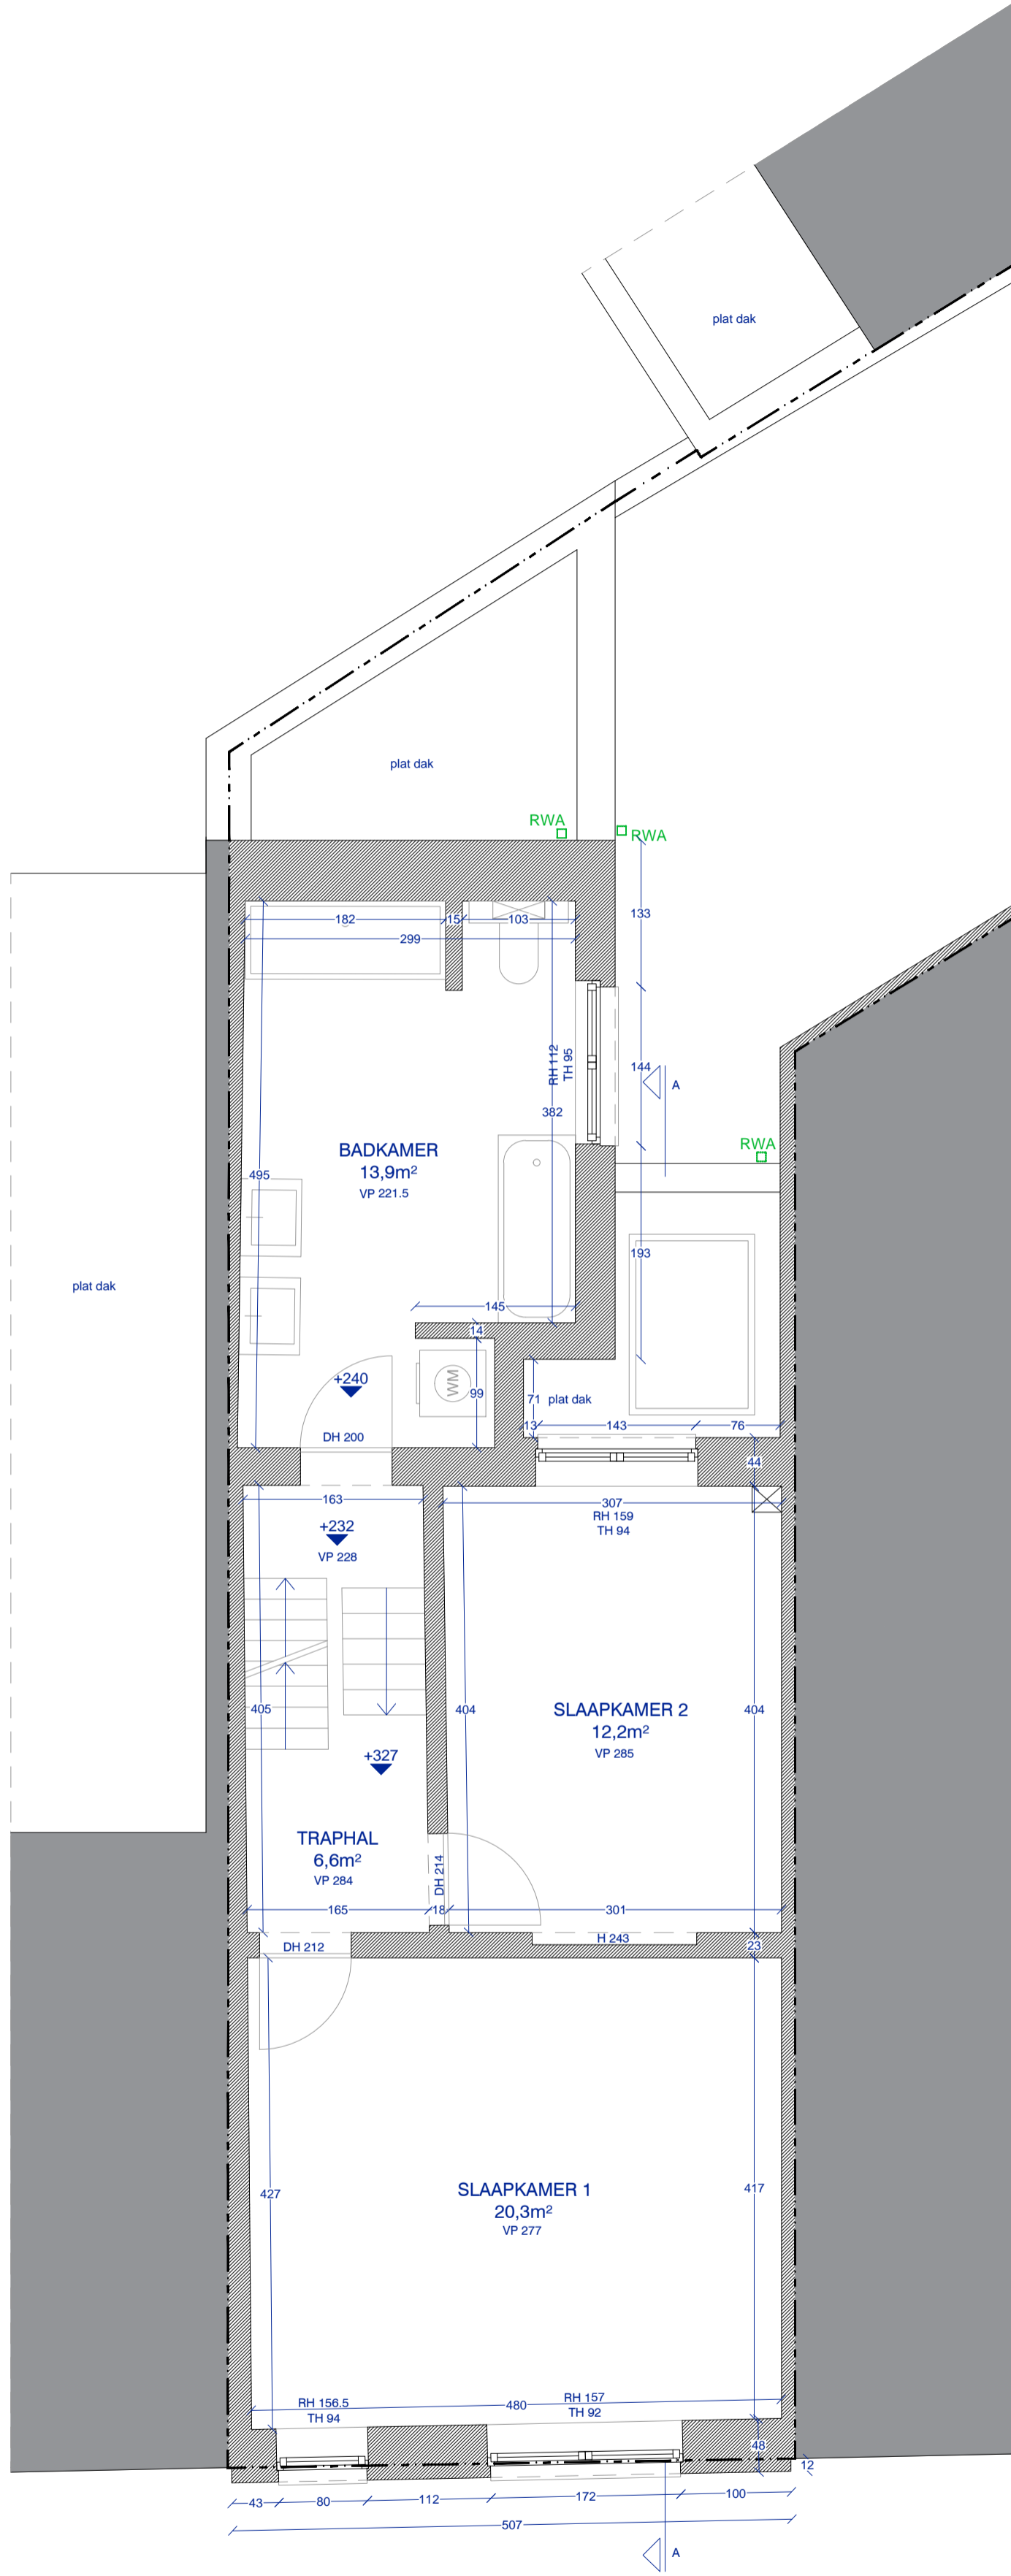 plat dak
plat dak
RWA
RWA
133
182
15
103
299
RH 112
TH 95
144
A
382
RWA
BADKAMER
13,9m²
VP 221.5
495
193
plat dak
145
14
WM
+240
99
71
plat dak
13
143
76
DH 200
44
163
307
RH 159
TH 94
+232
VP 228
405
404
SLAAPKAMER 2
12,2m²
VP 285
404
+327
TRAPHAL
6,6m²
VP 284
DH 214
165
18
301
DH 212
H 243
23
427
SLAAPKAMER 1
20,3m²
VP 277
417
RH 156.5
TH 94
480
RH 157
TH 92
48
12
43
80
112
172
100
507
A